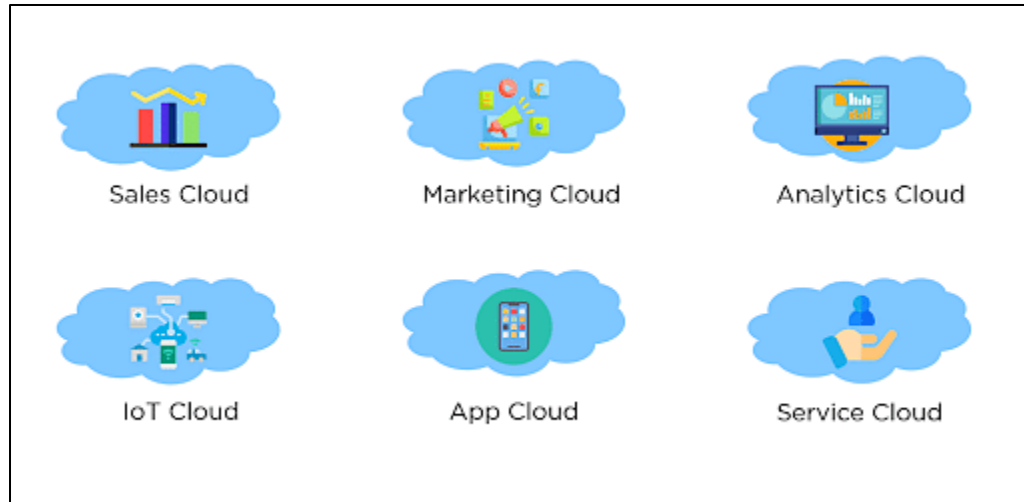 Sales Cloud
Marketing Cloud
Analytics Cloud
IoT Cloud
App Cloud
Service Cloud